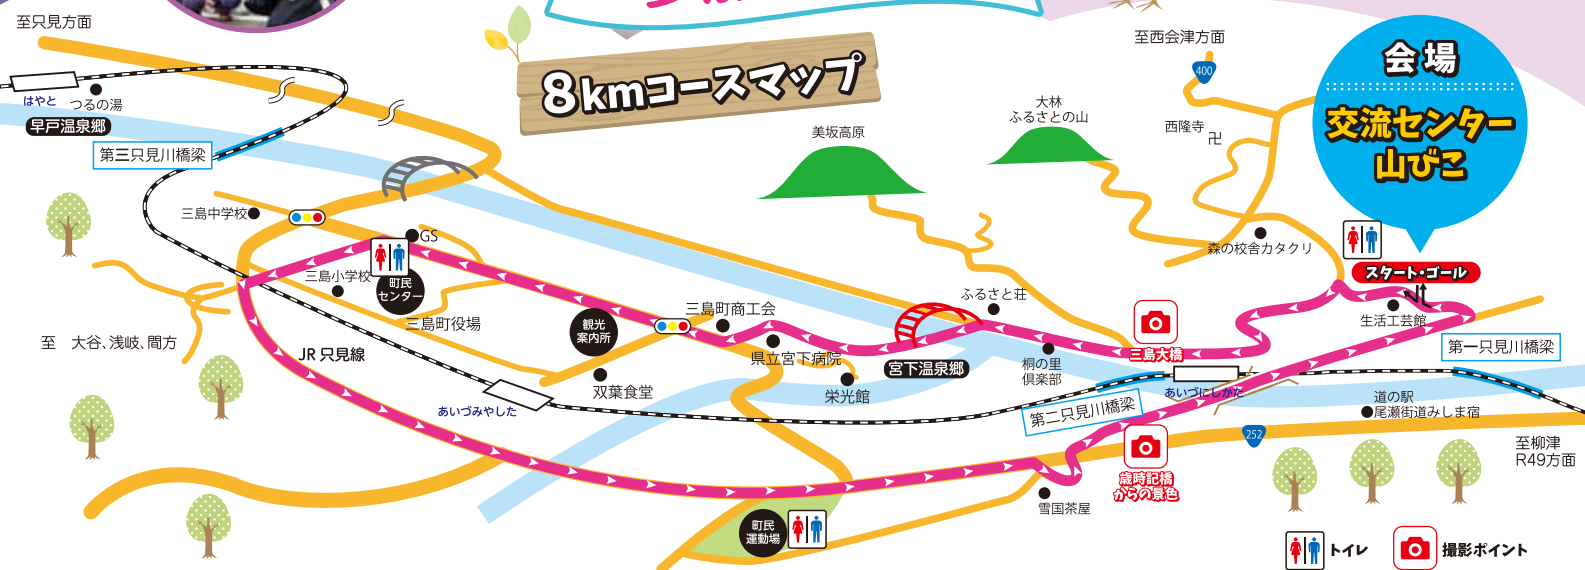 至只見方面
8kmコースマップ
至西会津方面
400
会場
交流センター
山びこ
はやと
つるの湯
早戸温泉郷
第三只見川橋梁
美坂高原
大林
ふるさとの山
西隆寺
卍
三島中学校
GS
森の校舎カタクリ
スタート・ゴール
三島小学校
町民
センター
三島町役場
ふるさと荘
生活工芸館
三島町商工会
観光
案内所
県立宮下病院
宮下温泉郷
三島大橋
桐の里
倶楽部
第一只見川橋梁
至 大谷、浅岐、間方
JR 只見線
双葉食堂
栄光館
あいづみやした
あいづにしかた
第二只見川橋梁
道の駅
尾瀬街道みしま宿
252
至柳津
R49方面
歳時記橋
からの景色
雪国茶屋
町民
運動場
トイレ
撮影ポイント